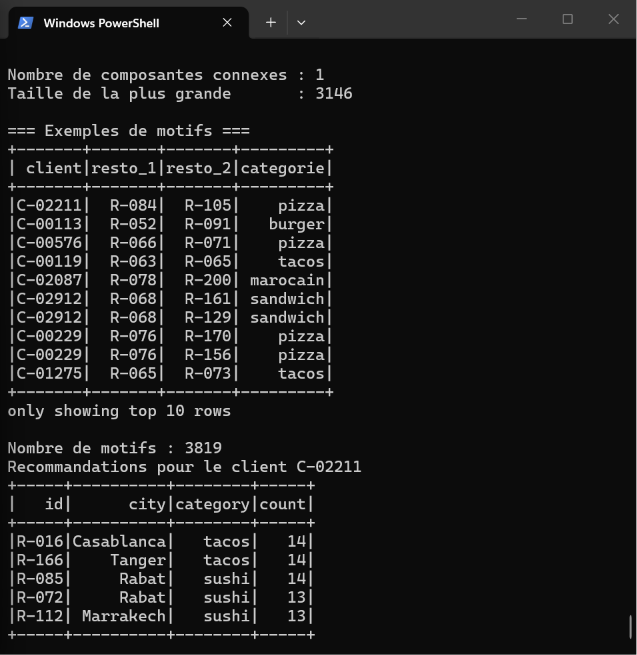 Windows PowerShell
Nombre de composantes connexes : 1
Taille de la plus grande       : 3146
=== Exemples de motifs ===
+-------+-------+-------+---------+
| client|resto_1|resto_2|categorie|
+-------+-------+-------+---------+
|C-02211|  R-084|  R-105|    pizza|
|C-00113|  R-052|  R-091|   burger|
|C-00576|  R-066|  R-071|    pizza|
|C-00119|  R-063|  R-065|    tacos|
|C-02087|  R-078|  R-200| marocain|
|C-02912|  R-068|  R-161| sandwich|
|C-02912|  R-068|  R-129| sandwich|
|C-00229|  R-076|  R-170|    pizza|
|C-00229|  R-076|  R-156|    pizza|
|C-01275|  R-065|  R-073|    tacos|
+-------+-------+-------+---------+
only showing top 10 rows
Nombre de motifs : 3819
Recommandations pour le client C-02211
+-----+----------+--------+-----+
|   id|      city|category|count|
+-----+----------+--------+-----+
|R-016|Casablanca|   tacos|   14|
|R-166|    Tanger|   tacos|   14|
|R-085|     Rabat|   sushi|   14|
|R-072|     Rabat|   sushi|   13|
|R-112| Marrakech|   sushi|   13|
+-----+----------+--------+-----+